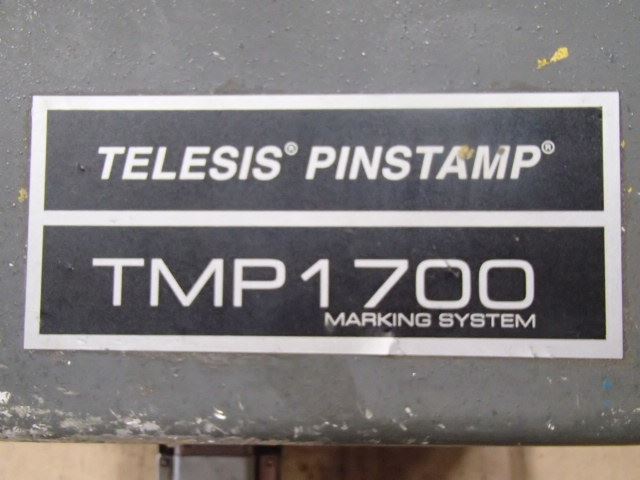 TELESIS® PINSTAMP®
TMP1700
MARKING SYSTEM